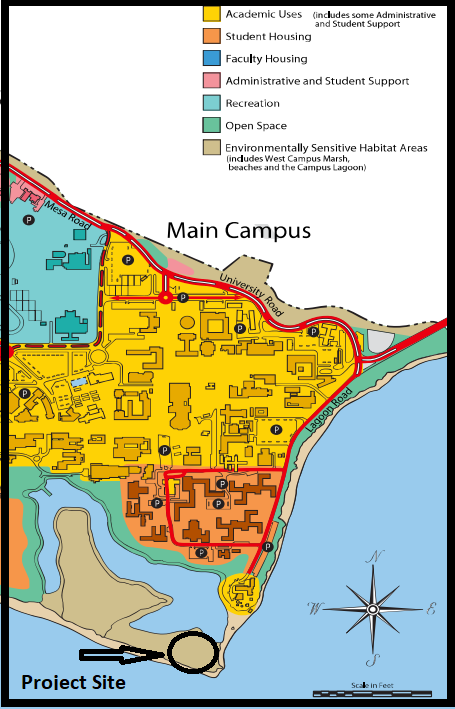 Academic Uses (includes some Administrative
and Student Support
Student Housing
Faculty Housing
Administrative and Student Support
Recreation
Open Space
Environmentally Sensitive Habitat Areas
(includes West Campus Marsh,
beaches and the Campus Lagoon)
P
Mesa Road
Main Campus
P
University Road
P
P
P
P
Lagoon Road
P
P
P
P
P
P
P
P
N
W
E
S
Project Site
Scale in Feet